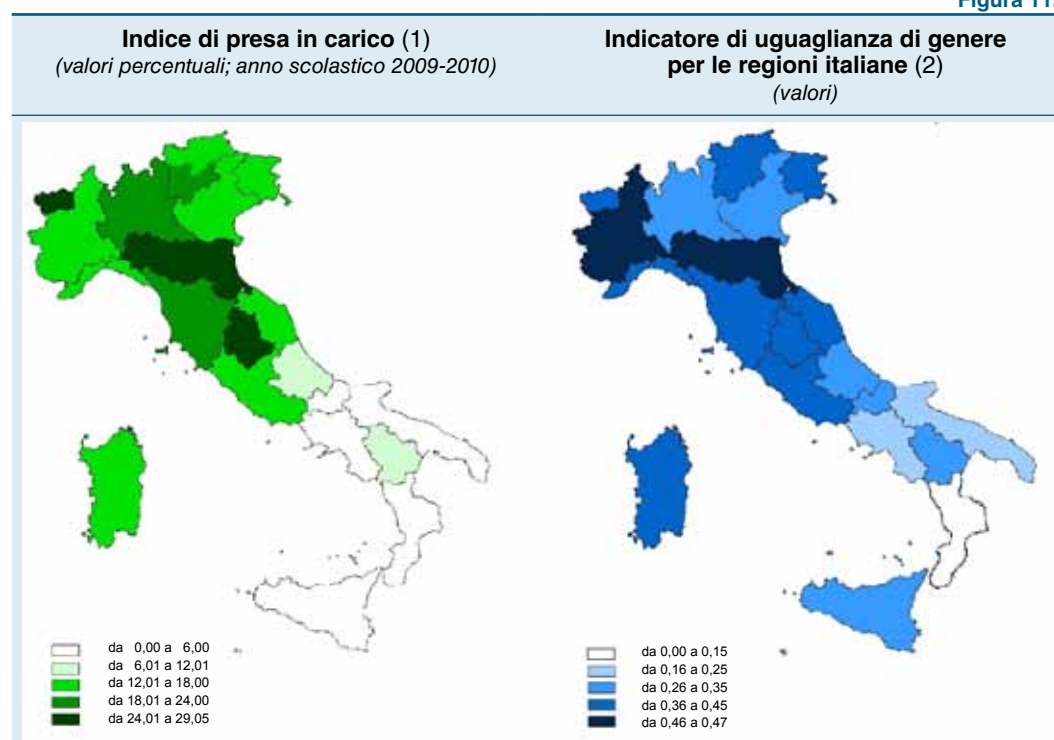 Figura 11.
Indice di presa in carico (1)
(valori percentuali; anno scolastico 2009-2010)
Indicatore di uguaglianza di genere
per le regioni italiane (2)
(valori)
da 0,00 a 6,00
da 6,01 a 12,01
da 12,01 a 18,00
da 18,01 a 24,00
da 24,01 a 29,05
da 0,00 a 0,15
da 0,16 a 0,25
da 0,26 a 0,35
da 0,36 a 0,45
da 0,46 a 0,47